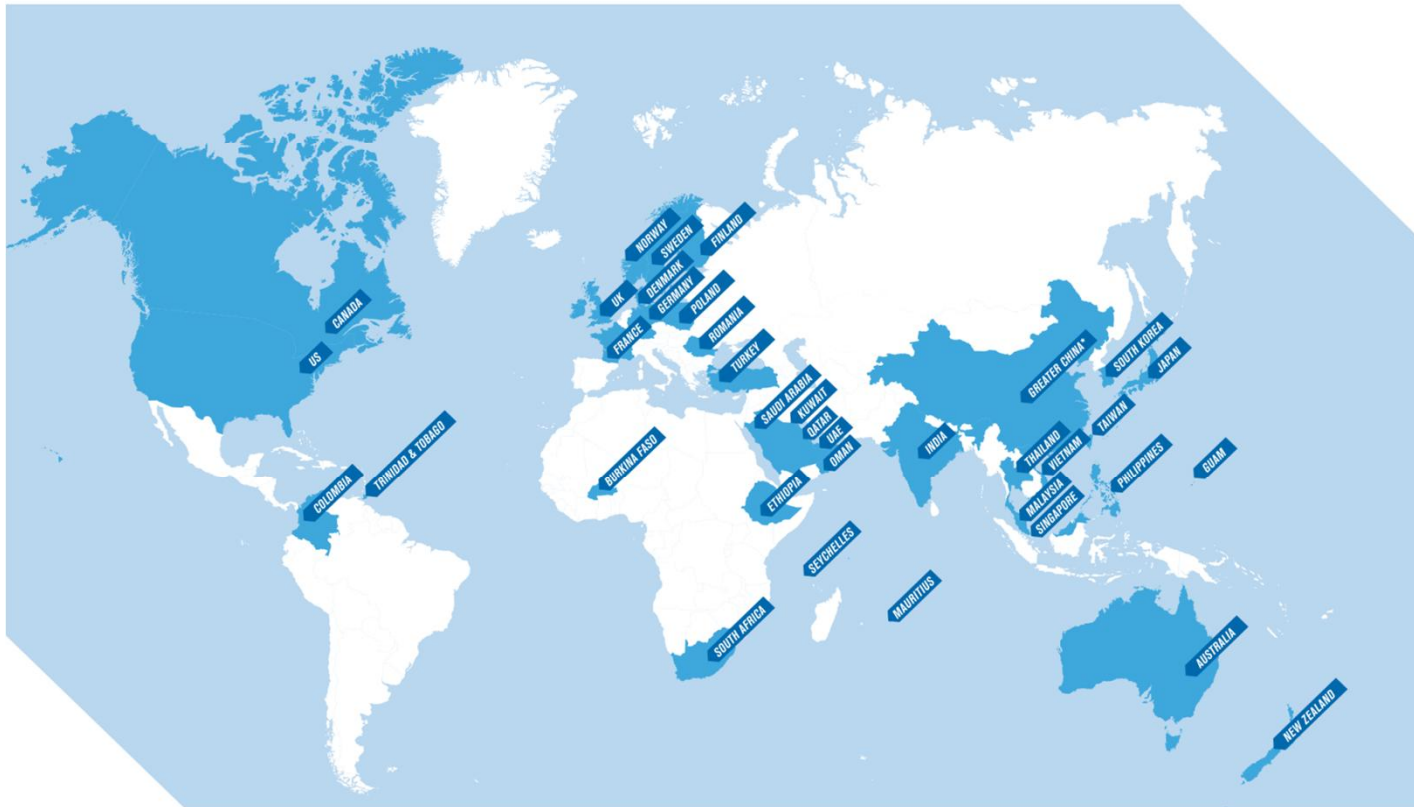 NORWAY
SWEDEN
FINLAND
DENMARK
GERMANY
UK
POLAND
FRANCE
ROMANIA
TURKEY
CANADA
US
SAUDI ARABIA
KUWAIT
QATAR
UAE
OMAN
GREATER CHINA*
SOUTH KOREA
JAPAN
TAIWAN
INDIA
THAILAND
VIETNAM
MALAYSIA
SINGAPORE
PHILIPPINES
GUAM
TRINIDAD & TOBAGO
COLOMBIA
BURKINA FASO
ETHIOPIA
SEYCHELLES
MAURITIUS
SOUTH AFRICA
AUSTRALIA
NEW ZEALAND